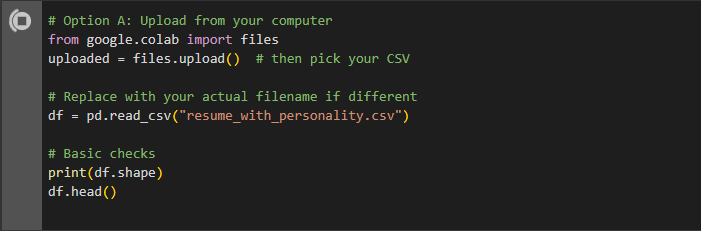 # Option A: Upload from your computer
from google.colab import files
uploaded = files.upload()  # then pick your CSV
# Replace with your actual filename if different
df = pd.read_csv("resume_with_personality.csv")
# Basic checks
print(df.shape)
df.head()